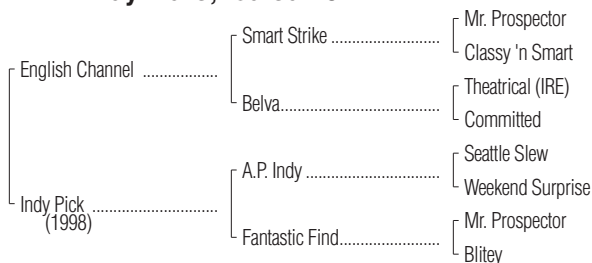 Smart Strike
Mr. Prospector
Classy 'n Smart
English Channel
Belva
Theatrical (IRE)
Committed
Indy Pick
(1998)
A.P. Indy
Seattle Slew
Weekend Surprise
Fantastic Find
Mr. Prospector
Blitey